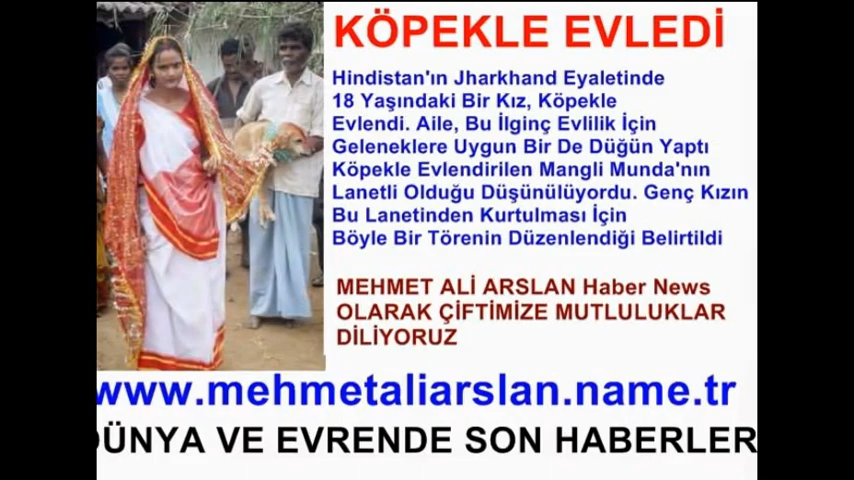 KÖPEKLE EVLEDİ
Hindistan'ın Jharkhand Eyaletinde
18 Yaşındaki Bir Kız, Köpekle
Evlendi. Aile, Bu İlginç Evlilik İçin
Geleneklere Uygun Bir De Düğün Yaptı
Köpekle Evlendirilen Mangli Munda'nın
Lanetli Olduğu Düşünülüyordu. Genç Kızın
Bu Lanetinden Kurtulması İçin
Böyle Bir Törenin Düzenlendiği Belirtildi
MEHMET ALİ ARSLAN Haber News
OLARAK ÇİFTİMİZE MUTLULUKLAR
DİLİYORUZ
www.mehmetaliarslan.name.tr
DÜNYA VE EVRENDE SON HABERLER